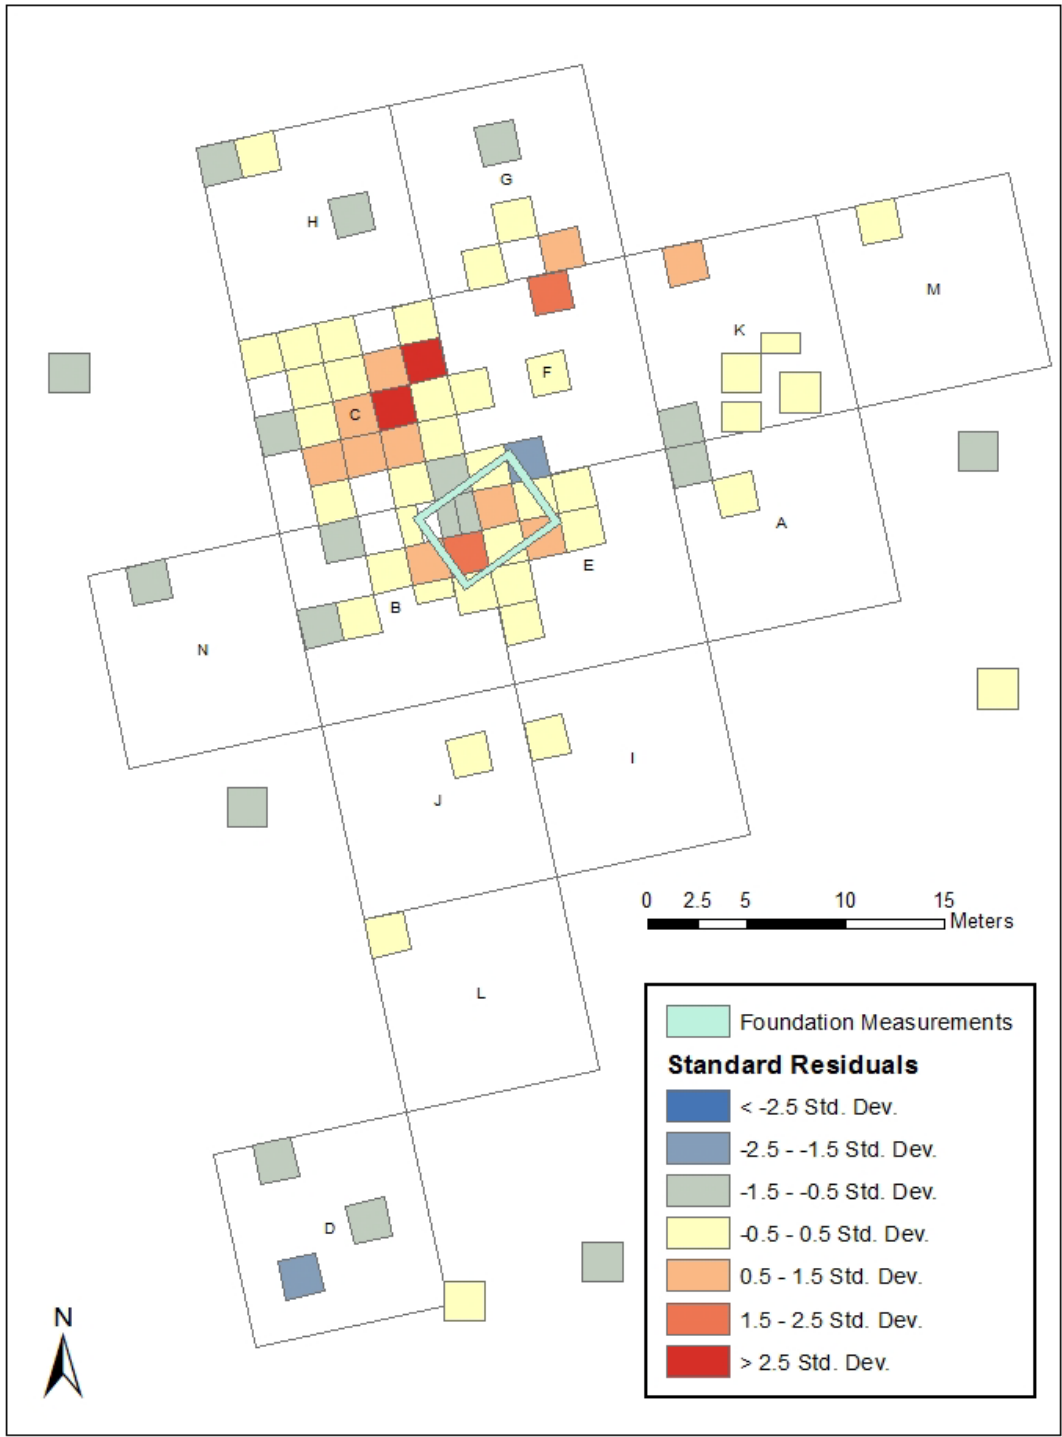 G
H
M
K
F
C
A
E
B
N
I
J
0 2.5 5 10 15
Meters
L
Foundation Measurements
Standard Residuals
< -2.5 Std. Dev.
-2.5 - -1.5 Std. Dev.
-1.5 - -0.5 Std. Dev.
-0.5 - 0.5 Std. Dev.
0.5 - 1.5 Std. Dev.
1.5 - 2.5 Std. Dev.
> 2.5 Std. Dev.
D
N